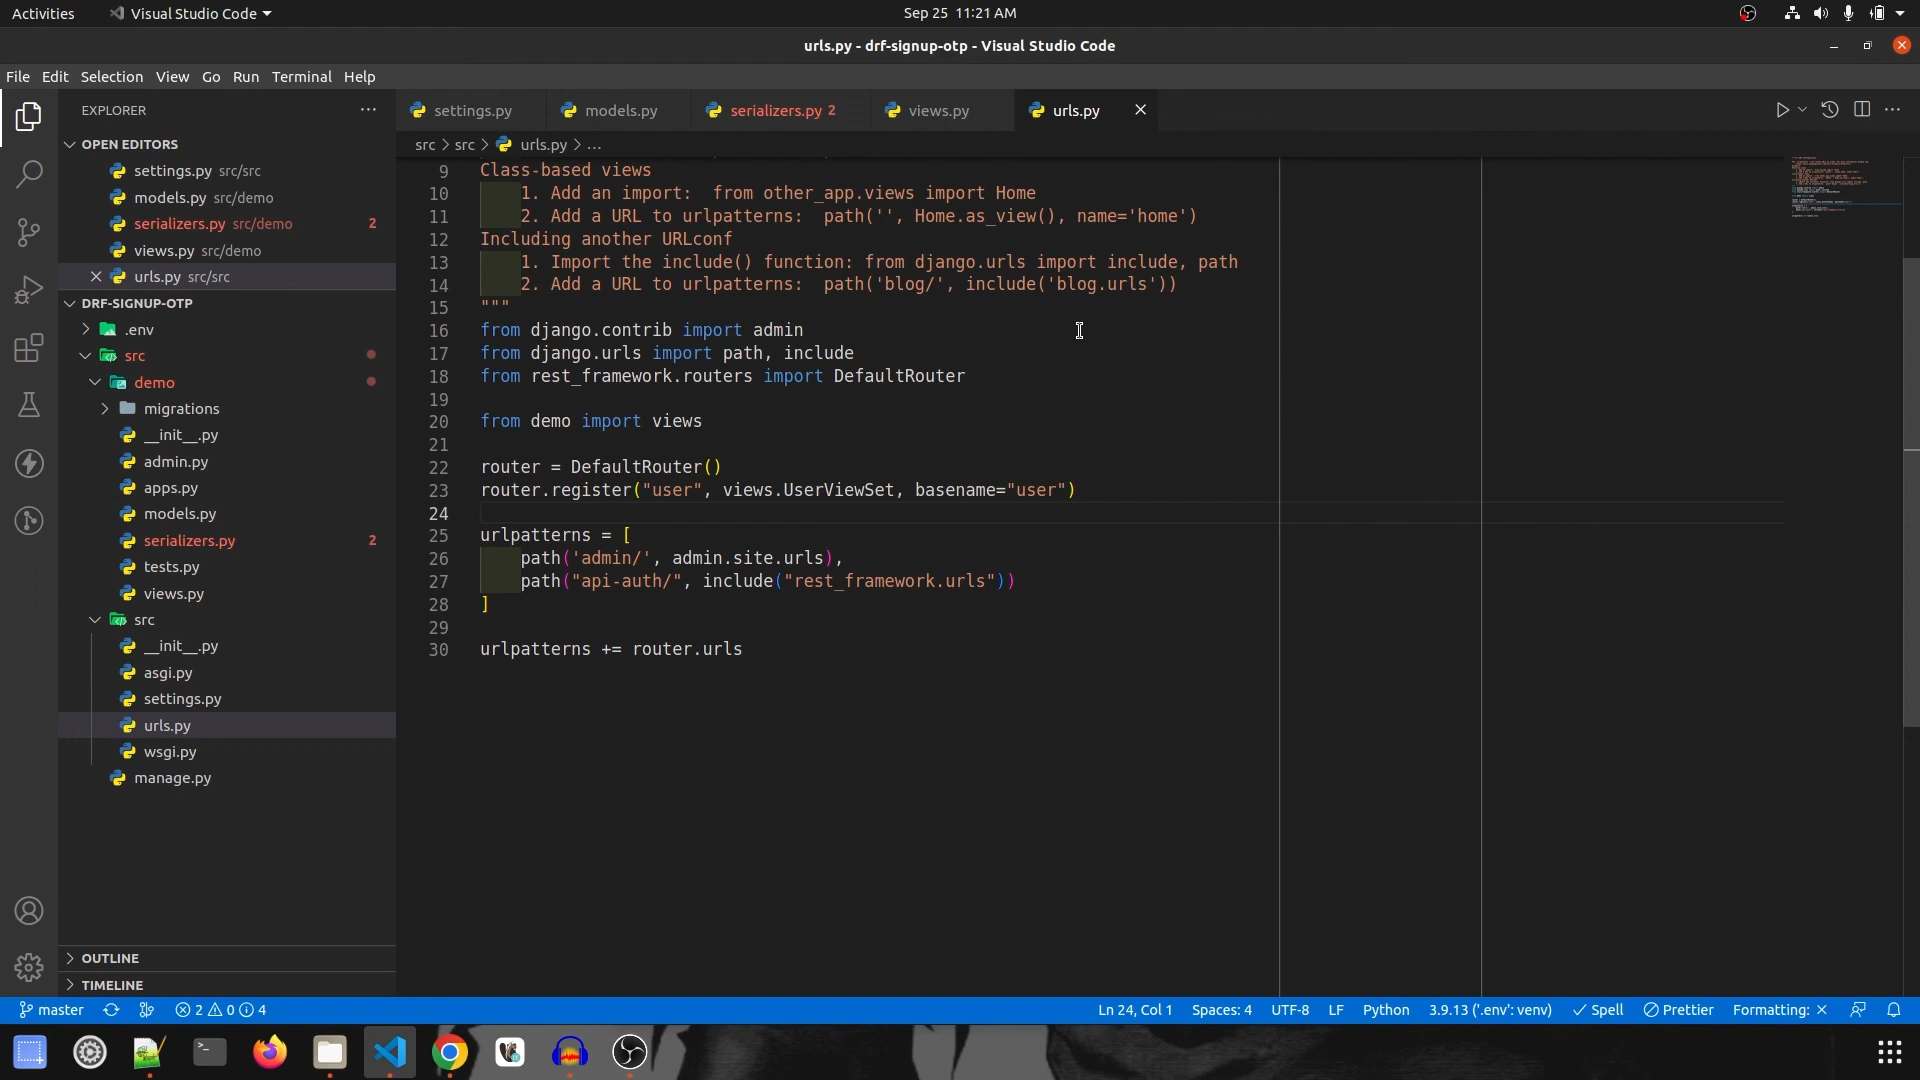 Activities
Visual Studio Code
Sep 25 11:21 AM
urls.py - drf-signup-otp - Visual Studio Code
File Edit Selection View Go Run Terminal Help
EXPLORER
OPEN EDITORS
settings.py src/src
models.py src/demo
serializers.py src/demo 2
views.py src/demo
urls.py src/src
DRF-SIGNUP-OTP
.env
src
demo
migrations
__init__.py
admin.py
apps.py
models.py
serializers.py 2
tests.py
views.py
src
__init__.py
asgi.py
settings.py
urls.py
wsgi.py
manage.py
OUTLINE
TIMELINE
settings.py models.py serializers.py 2 views.py urls.py
src > src > urls.py > ...
9 Class-based views
10 1. Add an import:  from other_app.views import Home
11 2. Add a URL to urlpatterns:  path('', Home.as_view(), name='home')
12 Including another URLconf
13 1. Import the include() function: from django.urls import include, path
14 2. Add a URL to urlpatterns:  path('blog/', include('blog.urls'))
15 """
16 from django.contrib import admin
17 from django.urls import path, include
18 from rest_framework.routers import DefaultRouter
19
20 from demo import views
21
22 router = DefaultRouter()
23 router.register("user", views.UserViewSet, basename="user")
24
25 urlpatterns = [
26 path('admin/', admin.site.urls),
27 path("api-auth/", include("rest_framework.urls"))
28 ]
29
30 urlpatterns += router.urls
master 2 0 4 Ln 24, Col 1 Spaces: 4 UTF-8 LF Python 3.9.13 ('.env': venv) Spell Prettier Formatting: ×